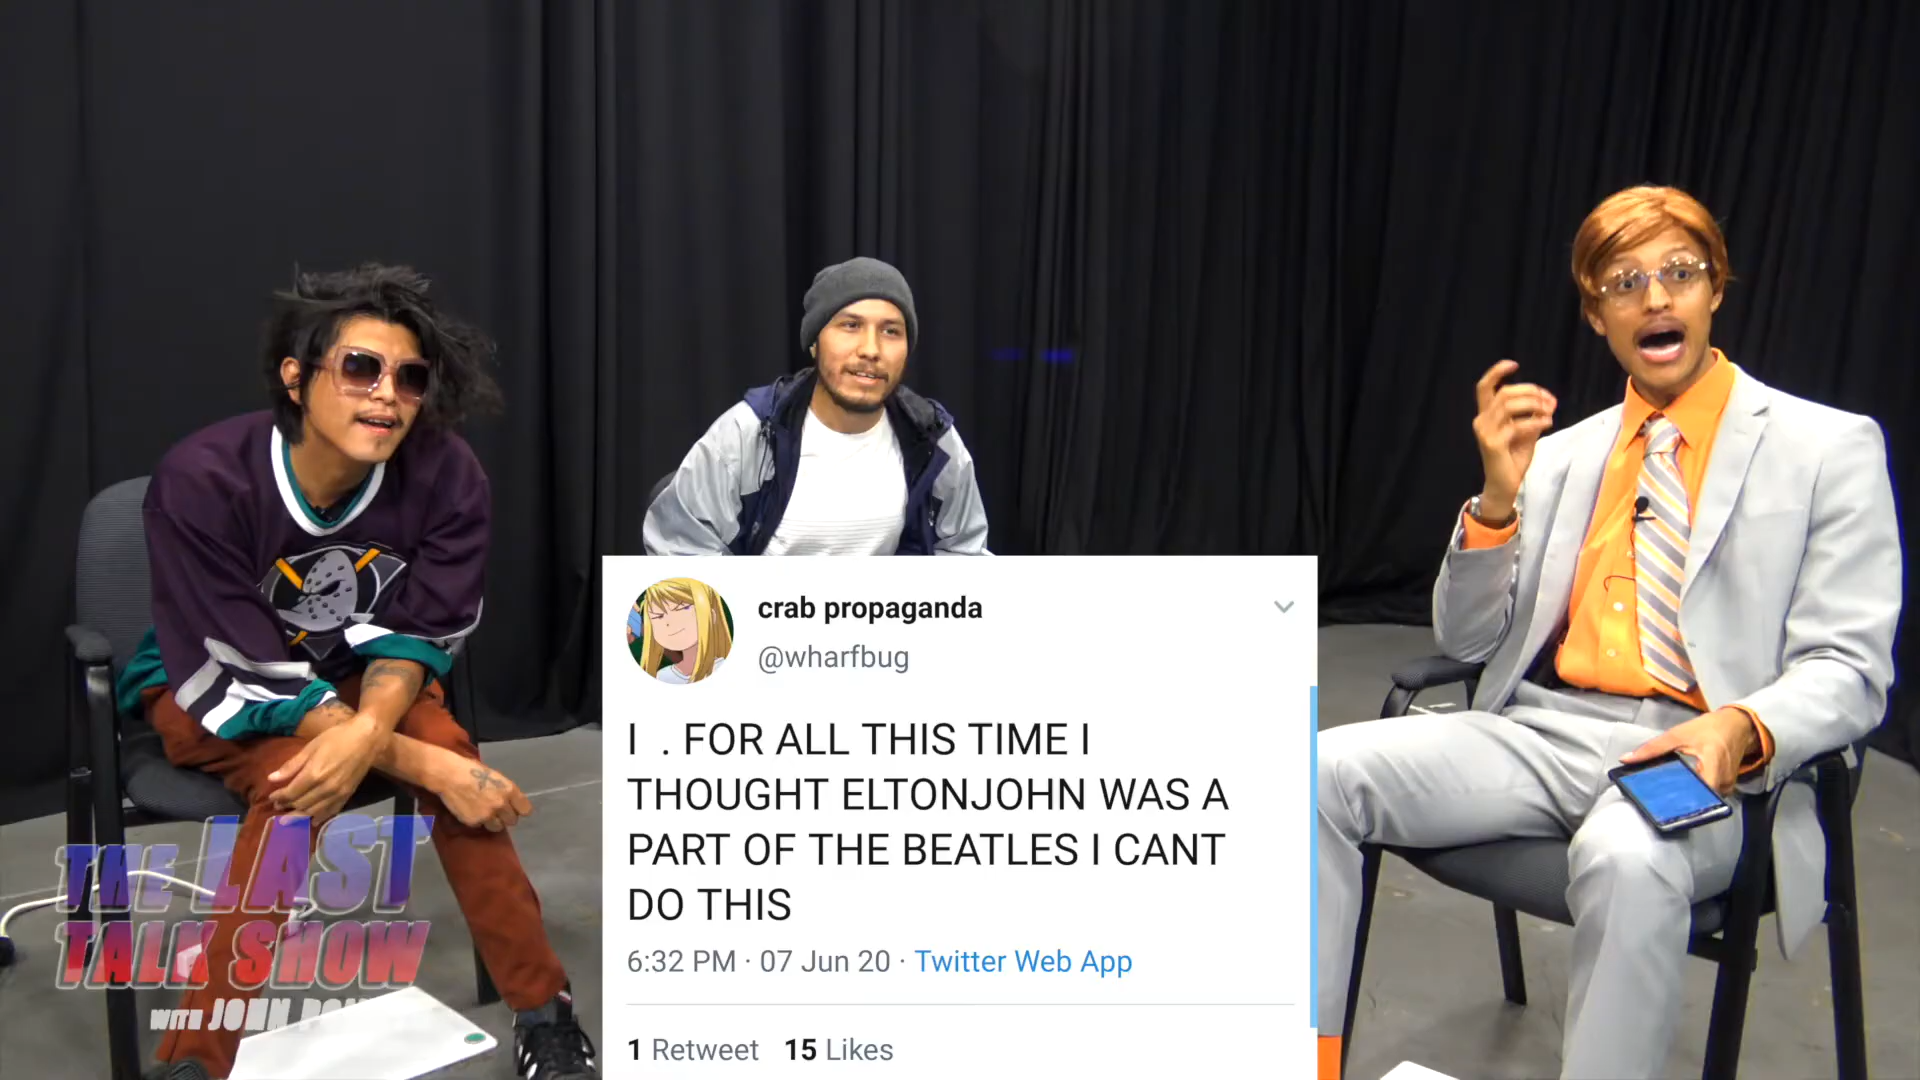 crab propaganda
@wharfbug
I . FOR ALL THIS TIME I
THOUGHT ELTONJOHN WAS A
PART OF THE BEATLES I CANT
DO THIS
6:32 PM · 07 Jun 20 · Twitter Web App
1 Retweet 15 Likes
THE LAST
TALK SHOW
WITH JOHN